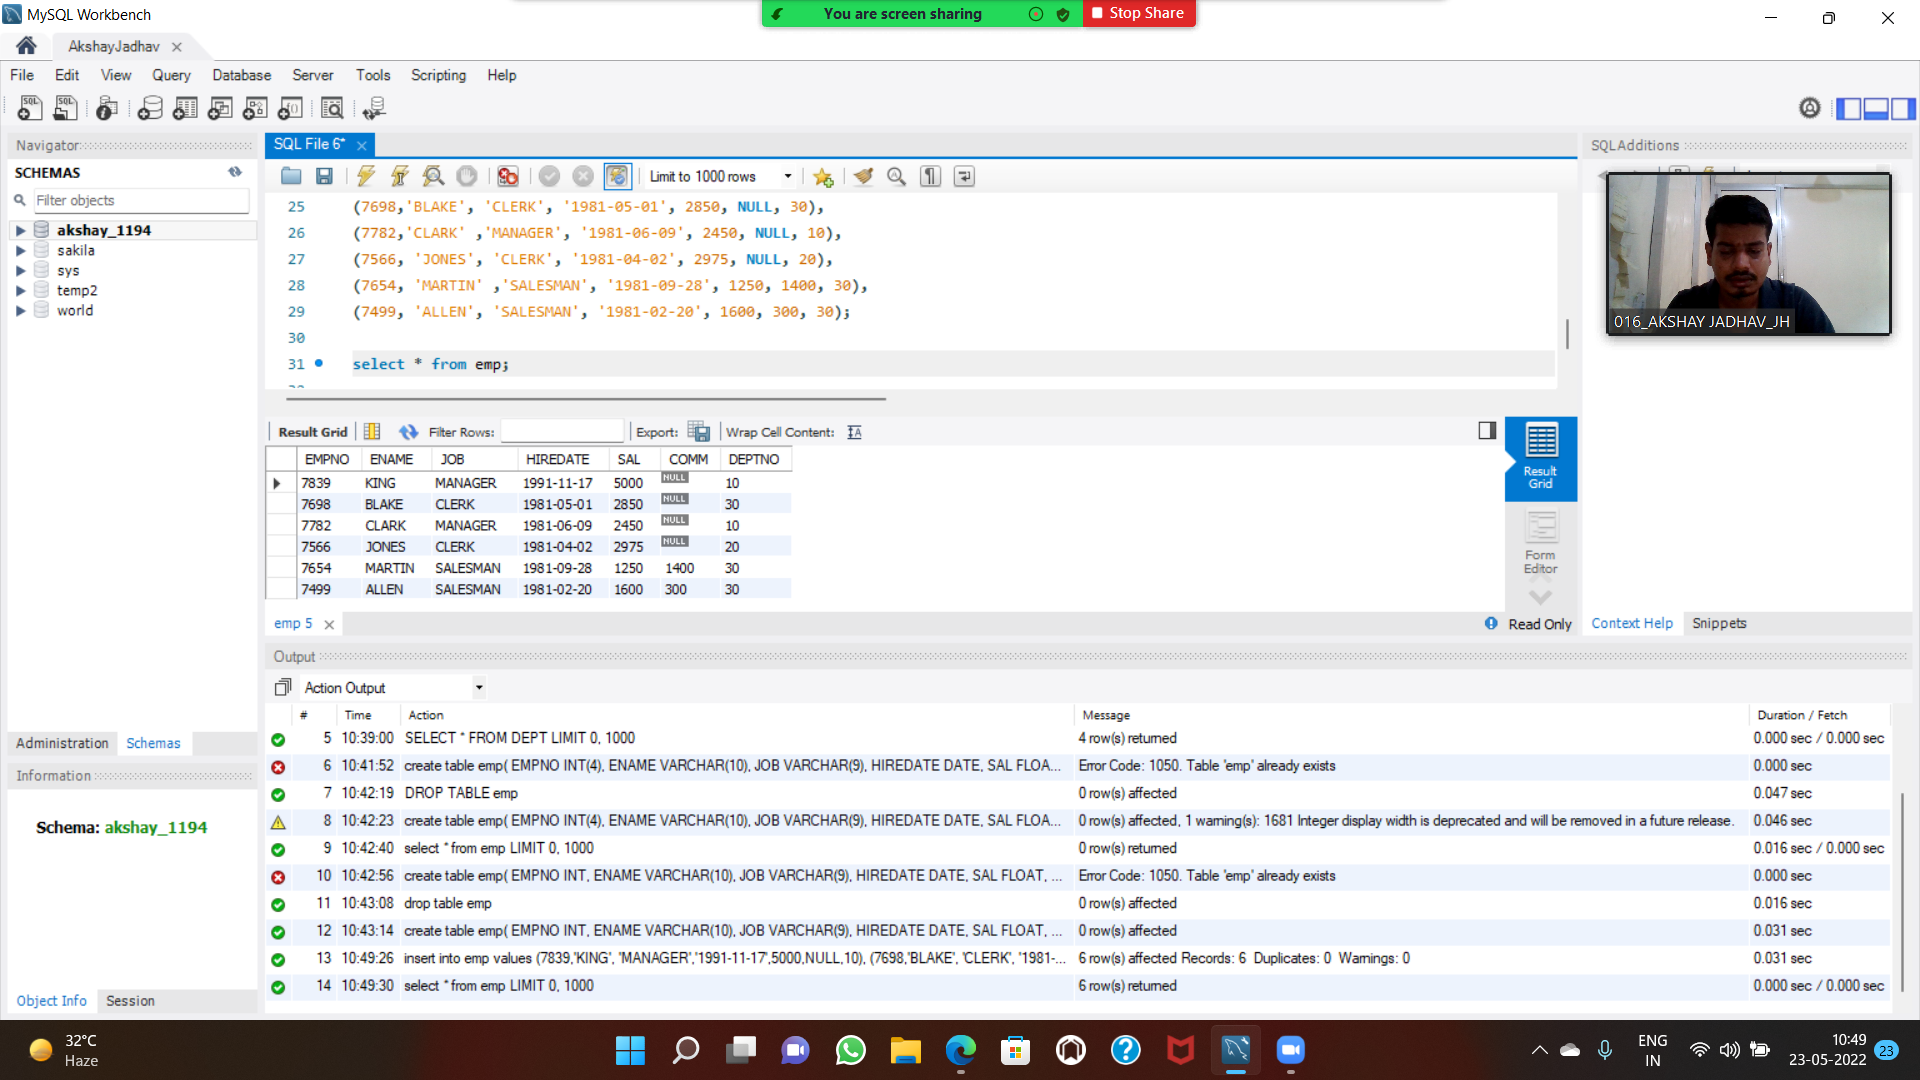 MySQL Workbench
You are screen sharing
Stop Share
AkshayJadhav
File Edit View Query Database Server Tools Scripting Help
Navigator
SCHEMAS
Filter objects
akshay_1194
sakila
sys
temp2
world
SQL File 6*
Limit to 1000 rows
25 (7698,'BLAKE', 'CLERK', '1981-05-01', 2850, NULL, 30),
26 (7782,'CLARK' ,'MANAGER', '1981-06-09', 2450, NULL, 10),
27 (7566, 'JONES', 'CLERK', '1981-04-02', 2975, NULL, 20),
28 (7654, 'MARTIN' ,'SALESMAN', '1981-09-28', 1250, 1400, 30),
29 (7499, 'ALLEN', 'SALESMAN', '1981-02-20', 1600, 300, 30);
30
31 select * from emp;
SQLAdditions
016_AKSHAY JADHAV_JH
Result Grid Filter Rows: Export: Wrap Cell Content:
EMPNO ENAME JOB HIREDATE SAL COMM DEPTNO
7839 KING MANAGER 1991-11-17 5000 NULL 10
7698 BLAKE CLERK 1981-05-01 2850 NULL 30
7782 CLARK MANAGER 1981-06-09 2450 NULL 10
7566 JONES CLERK 1981-04-02 2975 NULL 20
7654 MARTIN SALESMAN 1981-09-28 1250 1400 30
7499 ALLEN SALESMAN 1981-02-20 1600 300 30
Result
Grid
Form
Editor
emp 5
Read Only
Context Help Snippets
Output
Action Output
# Time Action Message Duration / Fetch
5 10:39:00 SELECT * FROM DEPT LIMIT 0, 1000 4 row(s) returned 0.000 sec / 0.000 sec
6 10:41:52 create table emp( EMPNO INT(4), ENAME VARCHAR(10), JOB VARCHAR(9), HIREDATE DATE, SAL FLOA... Error Code: 1050. Table 'emp' already exists 0.000 sec
7 10:42:19 DROP TABLE emp 0 row(s) affected 0.047 sec
8 10:42:23 create table emp( EMPNO INT(4), ENAME VARCHAR(10), JOB VARCHAR(9), HIREDATE DATE, SAL FLOA... 0 row(s) affected, 1 warning(s): 1681 Integer display width is deprecated and will be removed in a future release. 0.046 sec
9 10:42:40 select * from emp LIMIT 0, 1000 0 row(s) returned 0.016 sec / 0.000 sec
10 10:42:56 create table emp( EMPNO INT, ENAME VARCHAR(10), JOB VARCHAR(9), HIREDATE DATE, SAL FLOAT, ... Error Code: 1050. Table 'emp' already exists 0.000 sec
11 10:43:08 drop table emp 0 row(s) affected 0.016 sec
12 10:43:14 create table emp( EMPNO INT, ENAME VARCHAR(10), JOB VARCHAR(9), HIREDATE DATE, SAL FLOAT, ... 0 row(s) affected 0.031 sec
13 10:49:26 insert into emp values (7839,'KING', 'MANAGER','1991-11-17',5000,NULL,10), (7698,'BLAKE', 'CLERK', '1981-... 6 row(s) affected Records: 6 Duplicates: 0 Warnings: 0 0.031 sec
14 10:49:30 select * from emp LIMIT 0, 1000 6 row(s) returned 0.000 sec / 0.000 sec
Administration Schemas
Information
Schema: akshay_1194
Object Info Session
32°C
Haze
ENG
IN
10:49
23-05-2022
23